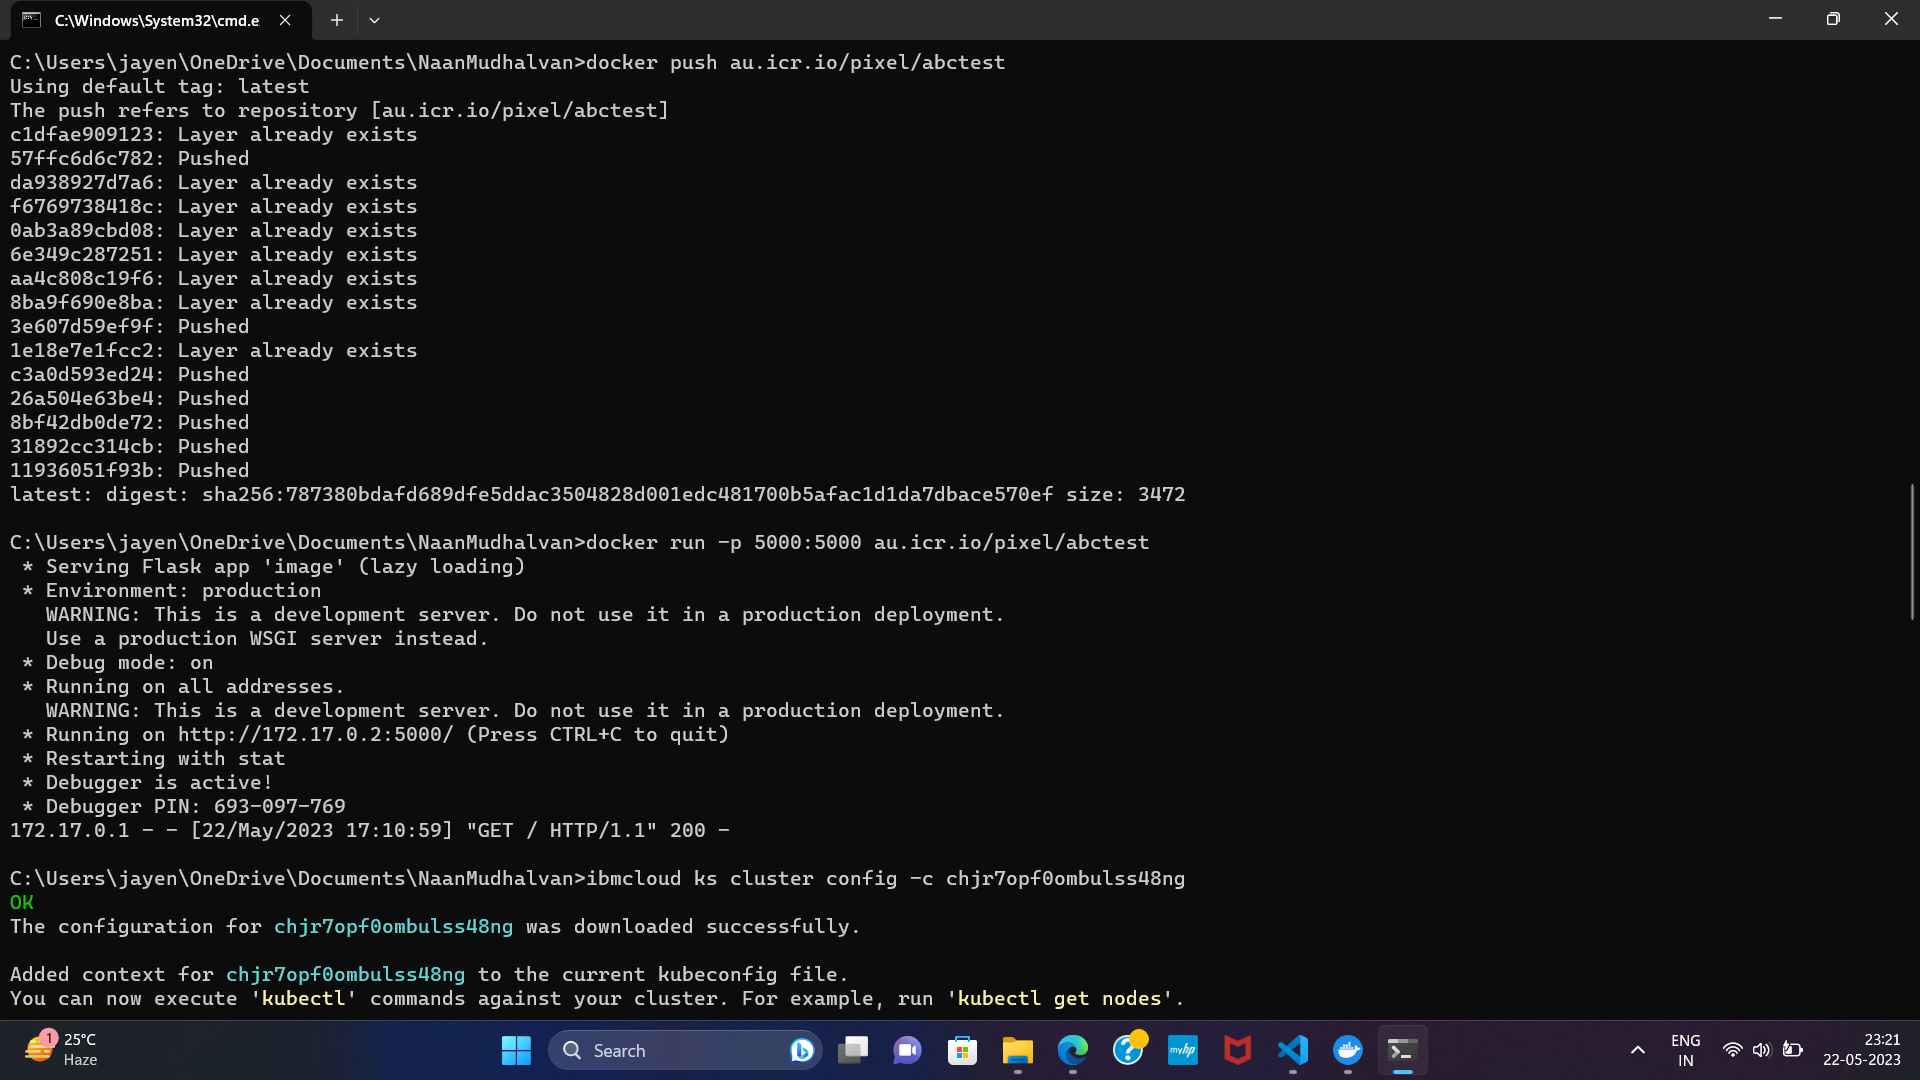 C:\Windows\System32\cmd.e
C:\Users\jayen\OneDrive\Documents\NaanMudhalvan>docker push au.icr.io/pixel/abctest
Using default tag: latest
The push refers to repository [au.icr.io/pixel/abctest]
c1dfae909123: Layer already exists
57ffc6d6c782: Pushed
da938927d7a6: Layer already exists
f6769738418c: Layer already exists
0ab3a89cbd08: Layer already exists
6e349c287251: Layer already exists
aa4c808c19f6: Layer already exists
8ba9f690e8ba: Layer already exists
3e607d59ef9f: Pushed
1e18e7e1fcc2: Layer already exists
c3a0d593ed24: Pushed
26a504e63be4: Pushed
8bf42db0de72: Pushed
31892cc314cb: Pushed
11936051f93b: Pushed
latest: digest: sha256:787380bdafd689dfe5ddac3504828d001edc481700b5afac1d1da7dbace570ef size: 3472
C:\Users\jayen\OneDrive\Documents\NaanMudhalvan>docker run -p 5000:5000 au.icr.io/pixel/abctest
* Serving Flask app 'image' (lazy loading)
* Environment: production
WARNING: This is a development server. Do not use it in a production deployment.
Use a production WSGI server instead.
* Debug mode: on
* Running on all addresses.
WARNING: This is a development server. Do not use it in a production deployment.
* Running on http://172.17.0.2:5000/ (Press CTRL+C to quit)
* Restarting with stat
* Debugger is active!
* Debugger PIN: 693-097-769
172.17.0.1 - - [22/May/2023 17:10:59] "GET / HTTP/1.1" 200 -
C:\Users\jayen\OneDrive\Documents\NaanMudhalvan>ibmcloud ks cluster config -c chjr7opf0ombulss48ng
OK
The configuration for chjr7opf0ombulss48ng was downloaded successfully.
Added context for chjr7opf0ombulss48ng to the current kubeconfig file.
You can now execute 'kubectl' commands against your cluster. For example, run 'kubectl get nodes'.
1
25°C
Haze
Search
myhp
ENG
IN
23:21
22-05-2023